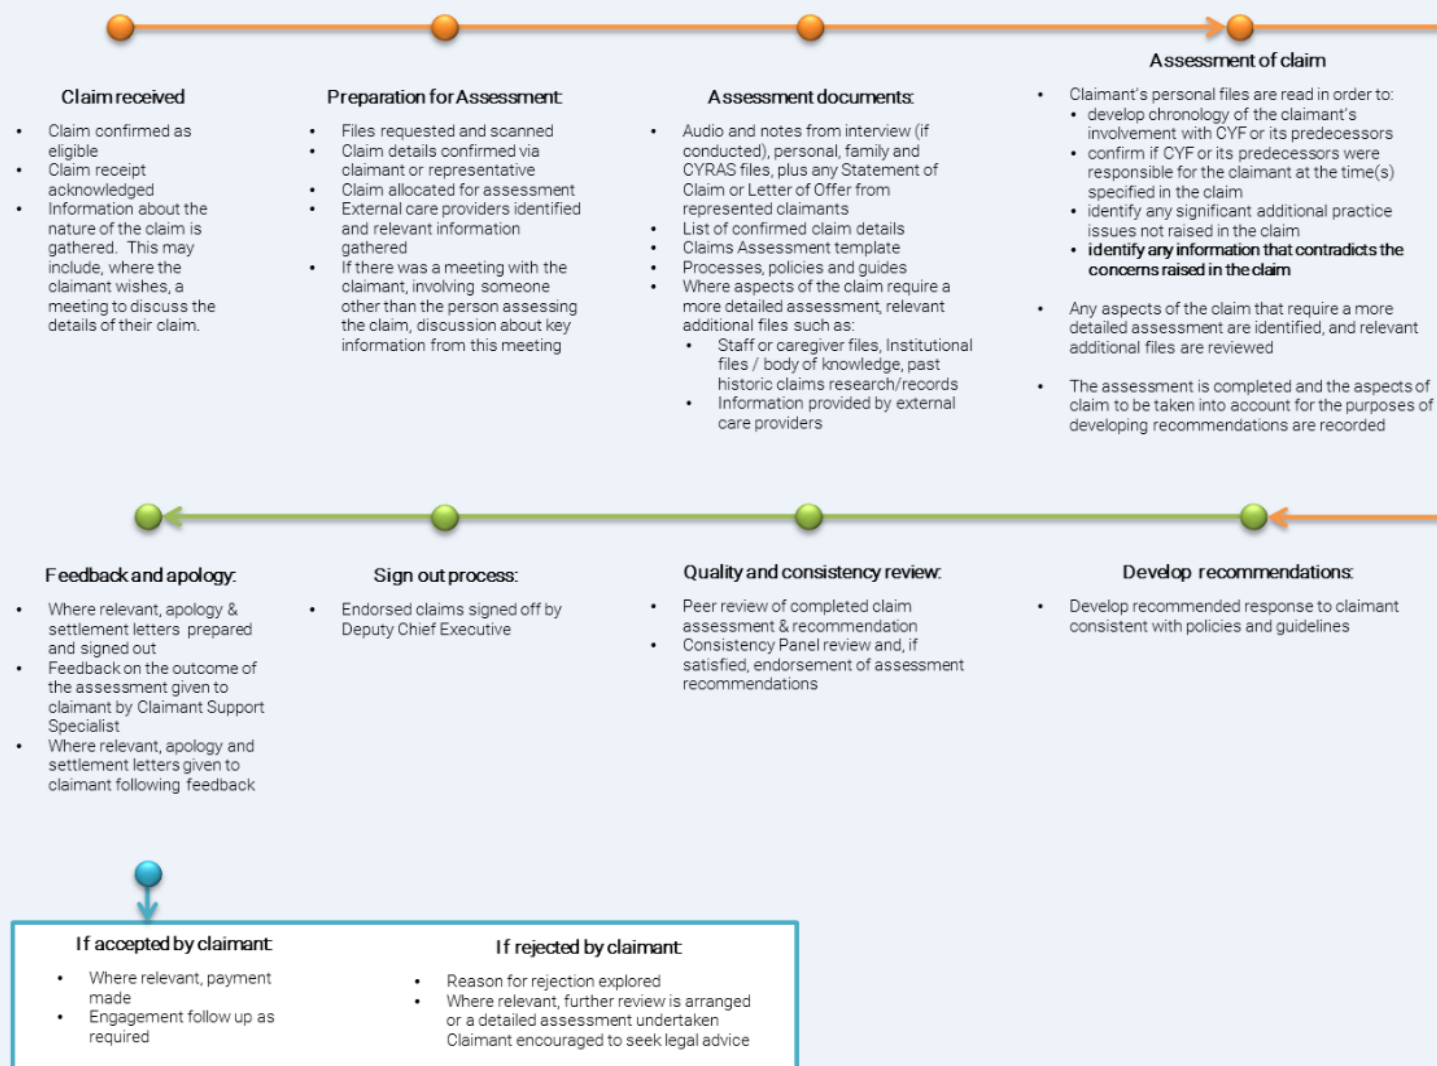 Claim received
• Claim confirmed as
eligible
• Claim receipt
acknowledged
• Information about the
nature of the claim is
gathered. This may
include, where the
claimant wishes, a
meeting to discuss the
details of their claim.
Preparation for Assessment:
• Files requested and scanned
• Claim details confirmed via
claimant or representative
• Claim allocated for assessment
• External care providers identified
and relevant information
gathered
• If there was a meeting with the
claimant, involving someone
other than the person assessing
the claim, discussion about key
information from this meeting
Assessment documents:
• Audio and notes from interview (if
conducted), personal, family and
CYRAS files, plus any Statement of
Claim or Letter of Offer from
represented claimants
• List of confirmed claim details
• Claims Assessment template
• Processes, policies and guides
• Where aspects of the claim require a
more detailed assessment, relevant
additional files such as:
• Staff or caregiver files, Institutional
files / body of knowledge, past
historic claims research/records
• Information provided by external
care providers
Assessment of claim
• Claimant's personal files are read in order to:
• develop chronology of the claimant's
involvement with CYF or its predecessors
• confirm if CYF or its predecessors were
responsible for the claimant at the time(s)
specified in the claim
• identify any significant additional practice
issues not raised in the claim
• identify any information that contradicts the
concerns raised in the claim
• Any aspects of the claim that require a more
detailed assessment are identified, and relevant
additional files are reviewed
• The assessment is completed and the aspects of
claim to be taken into account for the purposes of
developing recommendations are recorded
Feedback and apology:
• Where relevant, apology &
settlement letters prepared
and signed out
• Feedback on the outcome of
the assessment given to
claimant by Claimant Support
Specialist
• Where relevant, apology and
settlement letters given to
claimant following feedback
Sign out process:
• Endorsed claims signed off by
Deputy Chief Executive
Quality and consistency review:
• Peer review of completed claim
assessment & recommendation
• Consistency Panel review and, if
satisfied, endorsement of assessment
recommendations
Develop recommendations:
• Develop recommended response to claimant
consistent with policies and guidelines
If accepted by claimant:
• Where relevant, payment
made
• Engagement follow up as
required
If rejected by claimant:
• Reason for rejection explored
• Where relevant, further review is arranged
or a detailed assessment undertaken
Claimant encouraged to seek legal advice